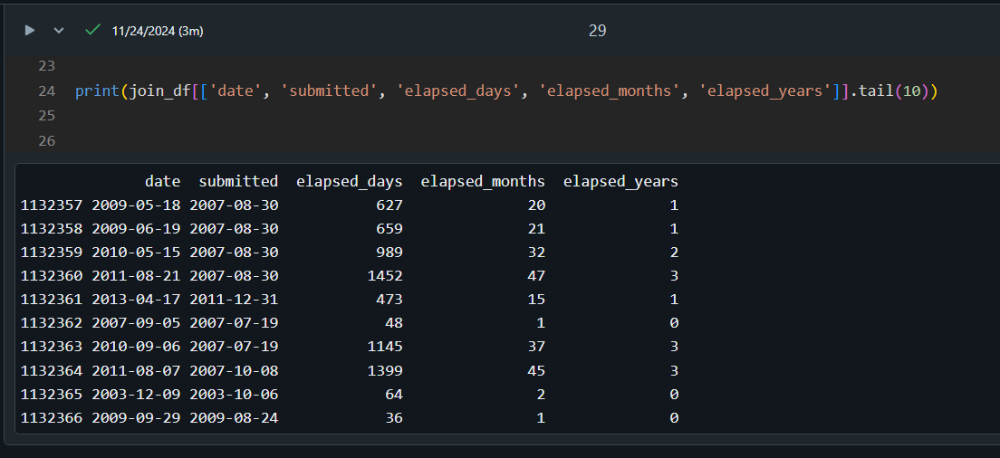 11/24/2024 (3m) 29
23
24 print(join_df[['date', 'submitted', 'elapsed_days', 'elapsed_months', 'elapsed_years']].tail(10))
25
26
date submitted elapsed_days elapsed_months elapsed_years
1132357 2009-05-18 2007-08-30 627 20 1
1132358 2009-06-19 2007-08-30 659 21 1
1132359 2010-05-15 2007-08-30 989 32 2
1132360 2011-08-21 2007-08-30 1452 47 3
1132361 2013-04-17 2011-12-31 473 15 1
1132362 2007-09-05 2007-07-19 48 1 0
1132363 2010-09-06 2007-07-19 1145 37 3
1132364 2011-08-07 2007-10-08 1399 45 3
1132365 2003-12-09 2003-10-06 64 2 0
1132366 2009-09-29 2009-08-24 36 1 0